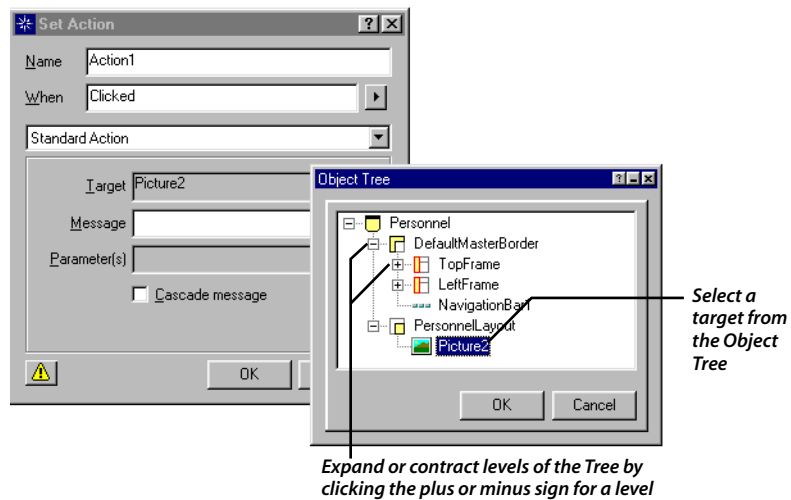 Set Action
Name Action1
When Clicked
Standard Action
Target Picture2
Message
Parameter(s)
Cascade message
OK
Object Tree
Personnel
DefaultMasterBorder
TopFrame
LeftFrame
NavigationBar1
PersonnelLayout
Picture2
OK Cancel
Select a
target from
the Object
Tree
Expand or contract levels of the Tree by
clicking the plus or minus sign for a level